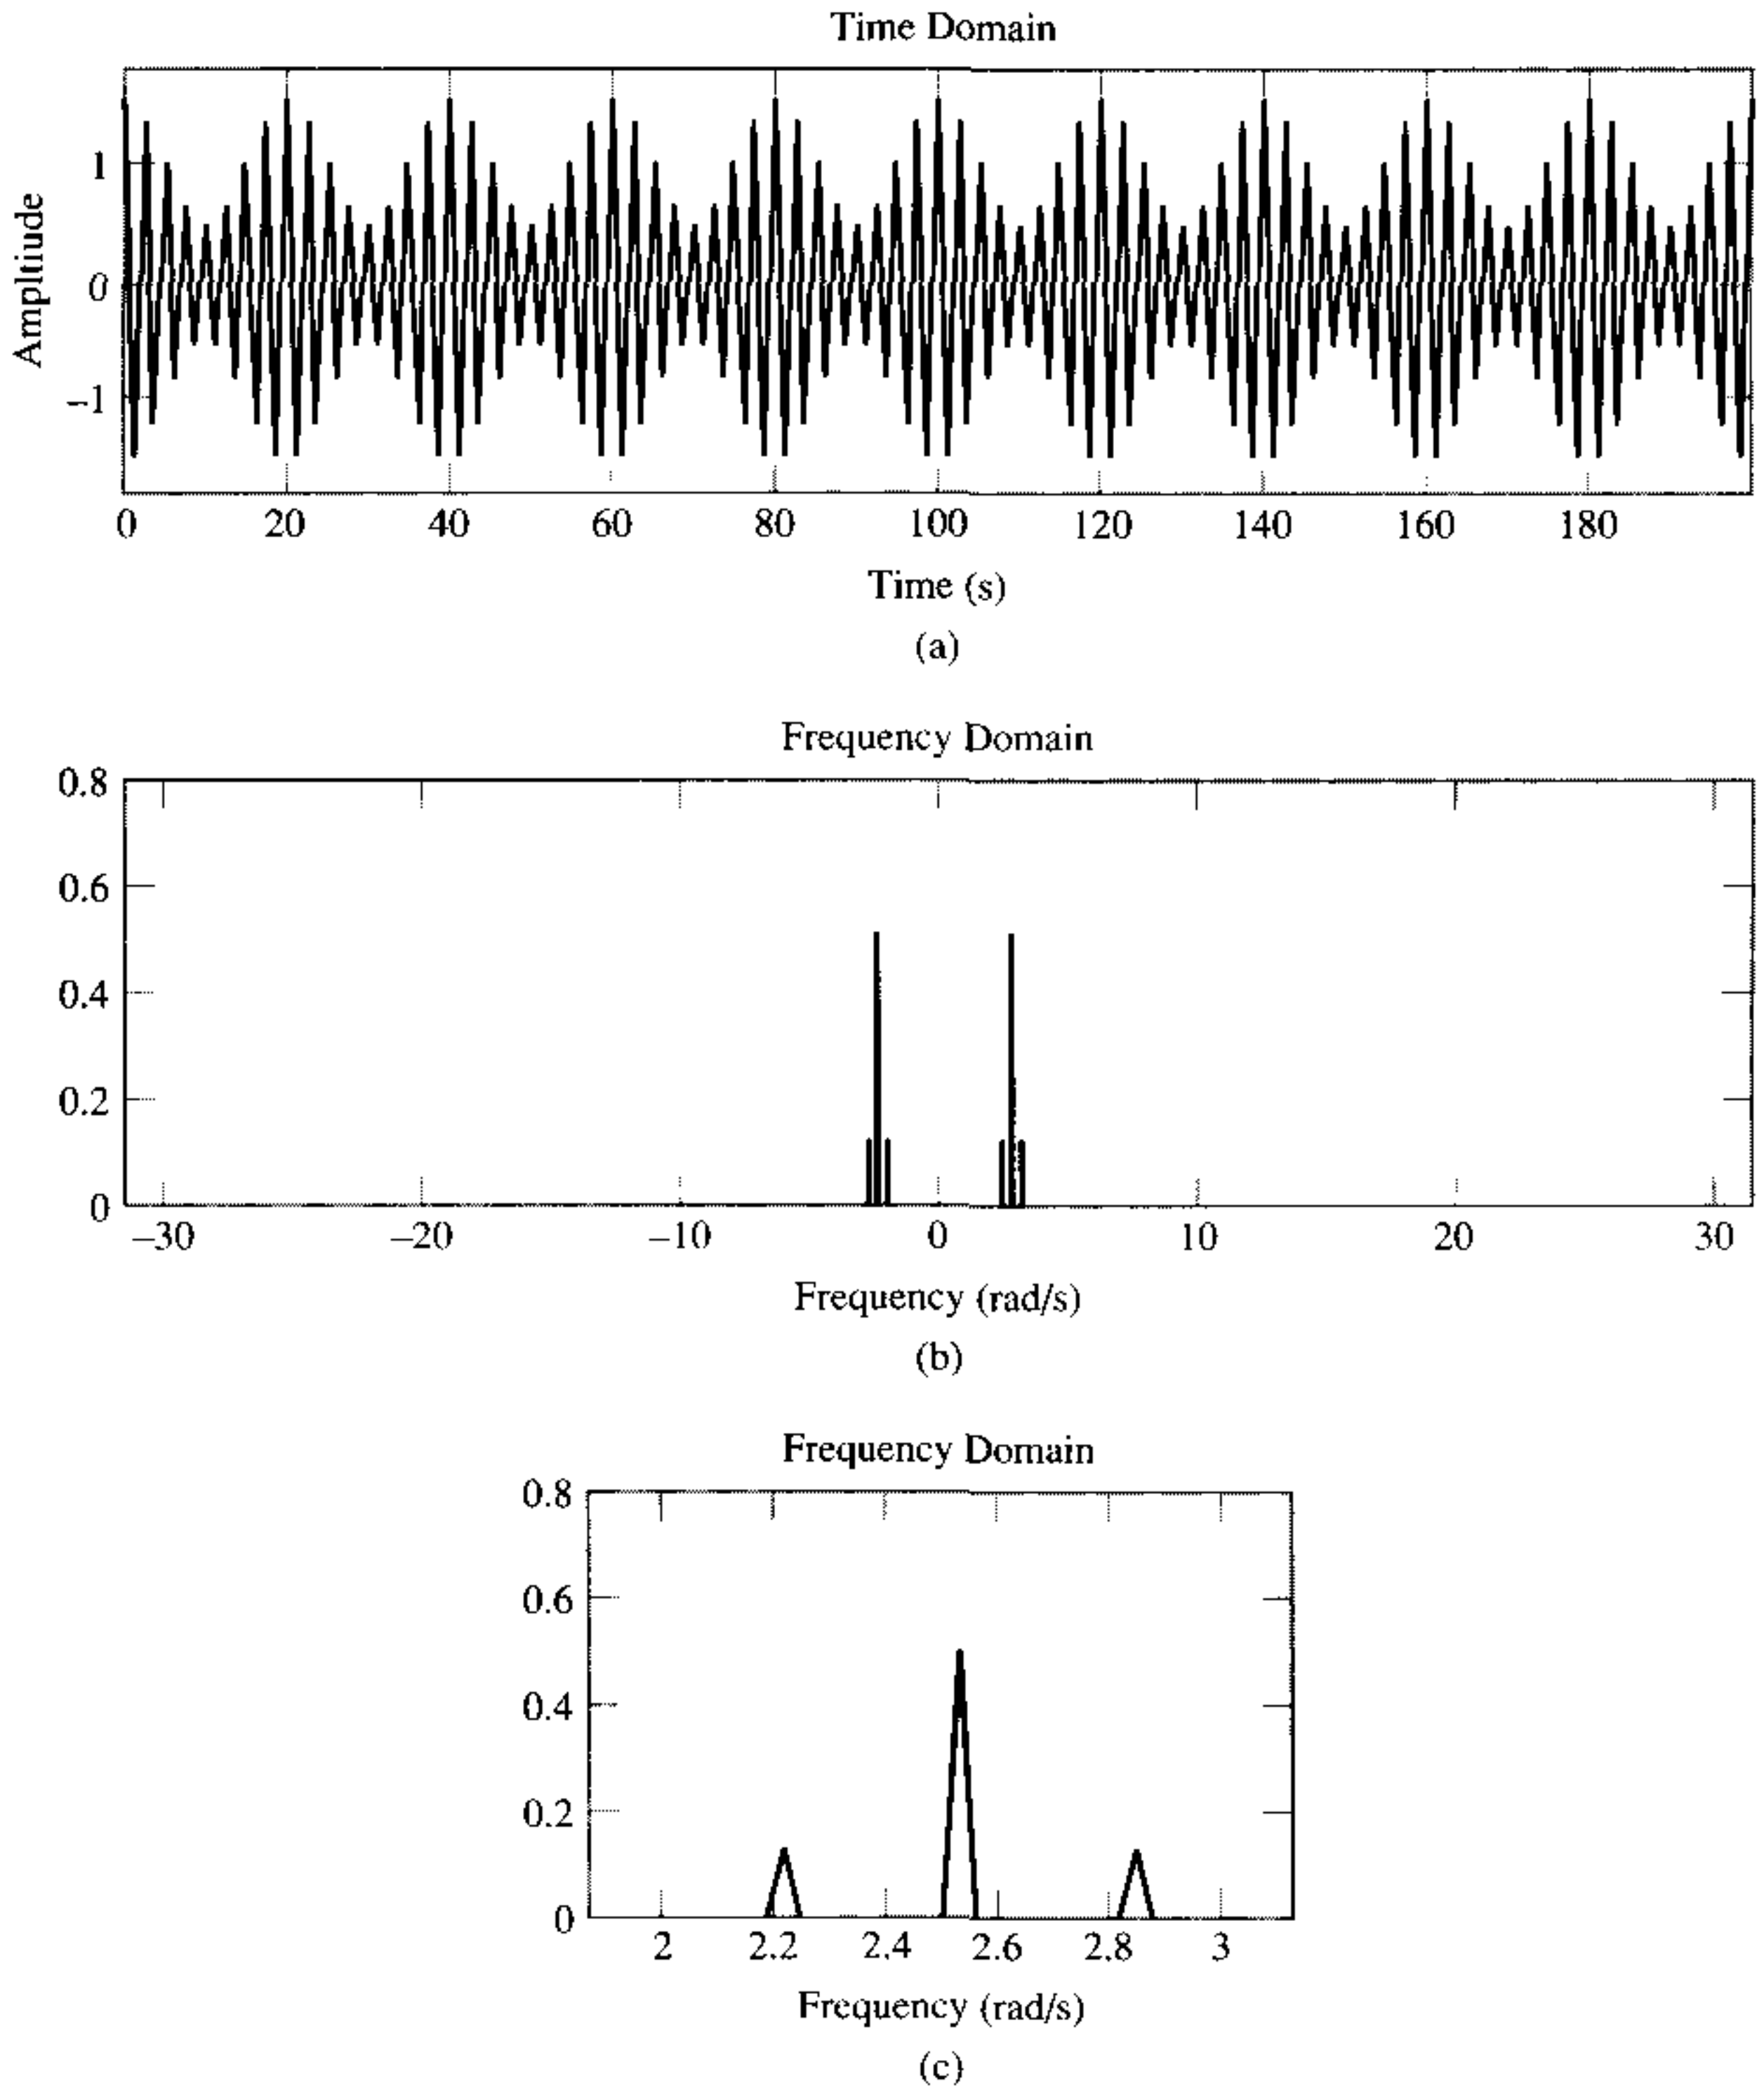 Time Domain
Ampltiude
1
0
–1
0 20 40 60 80 100 120 140 160 180
Time (s)
(a)
Frequency Domain
0.8
0.6
0.4
0.2
0
–30 –20 –10 0 10 20 30
Frequency (rad/s)
(b)
Frequency Domain
0.8
0.6
0.4
0.2
0
2 2.2 2.4 2.6 2.8 3
Frequency (rad/s)
(c)